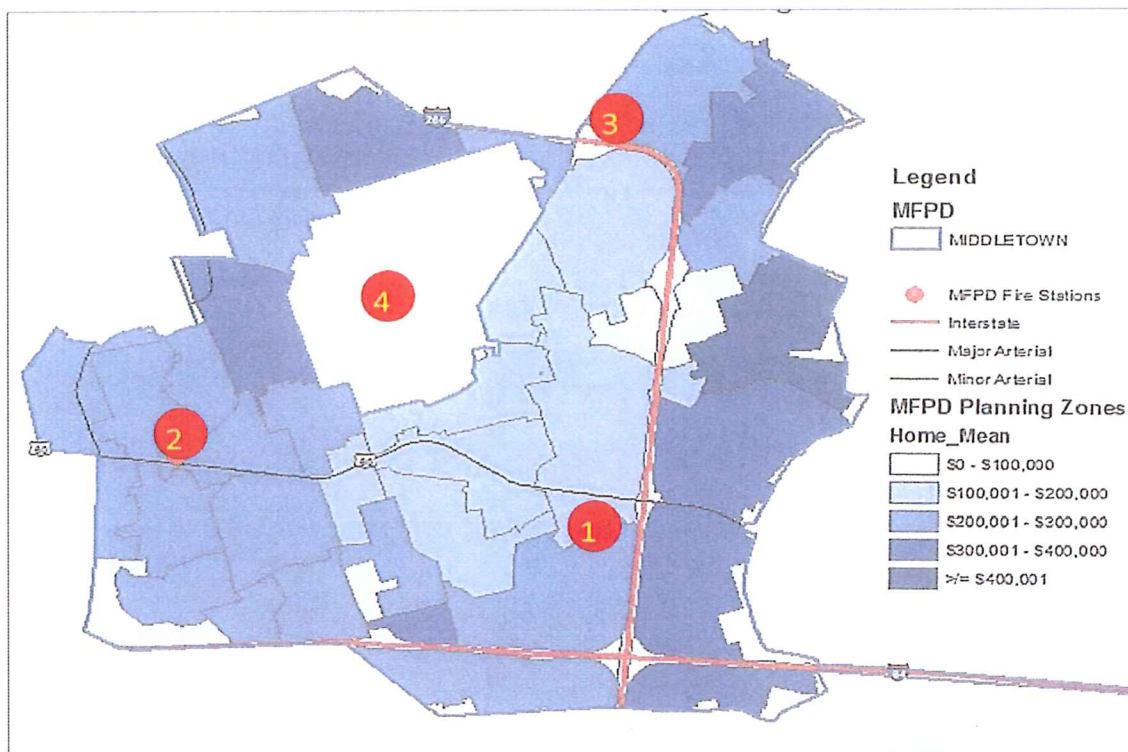 3
4
2
1
Legend
MFPD
MIDDLETOWN
MFPD Fire Stations
Interstate
Major Arterial
Minor Arterial
MFPD Planning Zones
Home_Mean
$0 - $100,000
$100,001 - $200,000
$200,001 - $300,000
$300,001 - $400,000
>/= $400,001